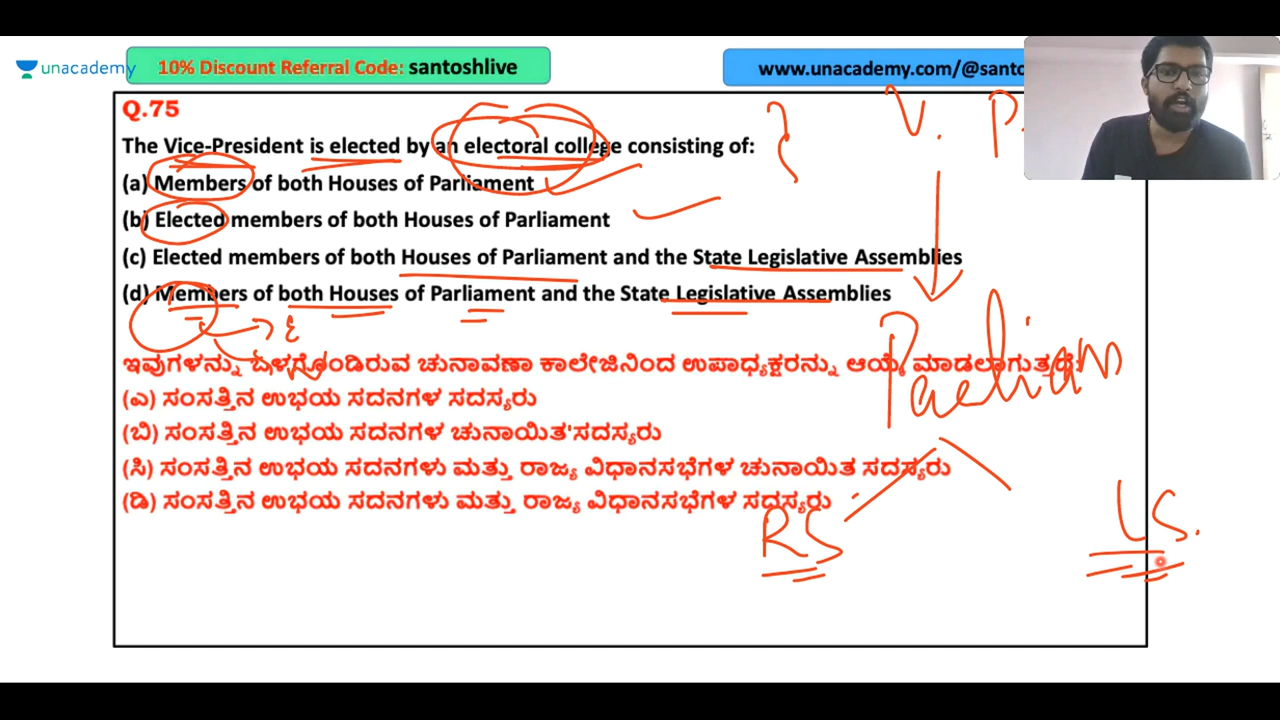 unacademy
10% Discount Referral Code: santoshlive
www.unacademy.com/@santo
Q.75
The Vice-President is elected by an electoral college consisting of:
(a) Members of both Houses of Parliament
(b) Elected members of both Houses of Parliament
(c) Elected members of both Houses of Parliament and the State Legislative Assemblies
(d) Members of both Houses of Parliament and the State Legislative Assemblies
ಇವುಗಳನ್ನು ಒಳಗೊಂಡಿರುವ ಚುನಾವಣಾ ಕಾಲೇಜಿನಿಂದ ಉಪಾಧ್ಯಕ್ಷರನ್ನು ಆಯ್ಕೆ ಮಾಡಲಾಗುತ್ತದೆ:
(ಎ) ಸಂಸತ್ತಿನ ಉಭಯ ಸದನಗಳ ಸದಸ್ಯರು
(ಬಿ) ಸಂಸತ್ತಿನ ಉಭಯ ಸದನಗಳ ಚುನಾಯಿತ ಸದಸ್ಯರು
(ಸಿ) ಸಂಸತ್ತಿನ ಉಭಯ ಸದನಗಳು ಮತ್ತು ರಾಜ್ಯ ವಿಧಾನಸಭೆಗಳ ಚುನಾಯಿತ ಸದಸ್ಯರು
(ಡಿ) ಸಂಸತ್ತಿನ ಉಭಯ ಸದನಗಳು ಮತ್ತು ರಾಜ್ಯ ವಿಧಾನಸಭೆಗಳ ಸದಸ್ಯರು
V. P.
RS
LS.